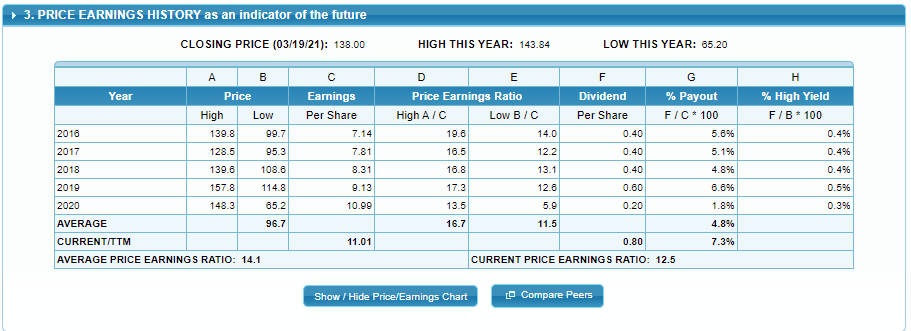 3. PRICE EARNINGS HISTORY as an indicator of the future
CLOSING PRICE (03/19/21): 138.00 HIGH THIS YEAR: 143.84 LOW THIS YEAR: 65.20
A B C D E F G H
Year Price Earnings Price Earnings Ratio Dividend % Payout % High Yield
High Low Per Share High A / C Low B / C Per Share F / C * 100 F / B * 100
2016 139.8 99.7 7.14 19.6 14.0 0.40 5.6% 0.4%
2017 128.5 95.3 7.81 16.5 12.2 0.40 5.1% 0.4%
2018 139.6 108.6 8.31 16.8 13.1 0.40 4.8% 0.4%
2019 157.8 114.8 9.13 17.3 12.6 0.60 6.6% 0.5%
2020 148.3 65.2 10.99 13.5 5.9 0.20 1.8% 0.3%
AVERAGE 96.7 16.7 11.5 4.8%
CURRENT/TTM 11.01 0.80 7.3%
AVERAGE PRICE EARNINGS RATIO: 14.1 CURRENT PRICE EARNINGS RATIO: 12.5
Show / Hide Price/Earnings Chart Compare Peers